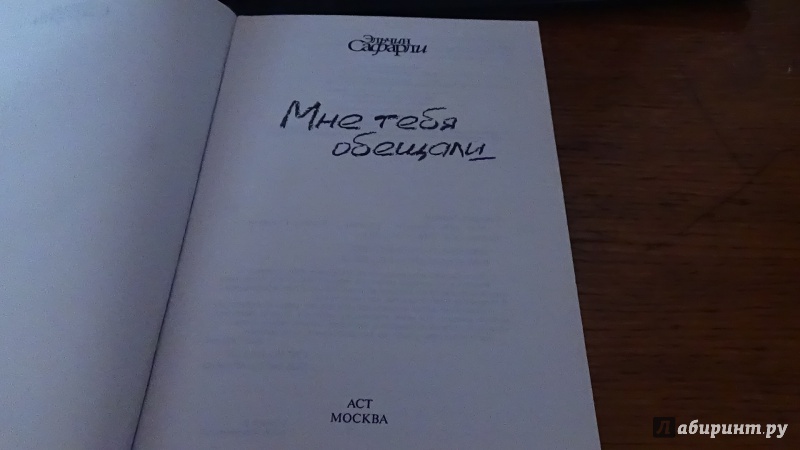 Эльчин
Сафарли
Мне тебя
обещали
АСТ
МОСКВА
Лабиринт.ру